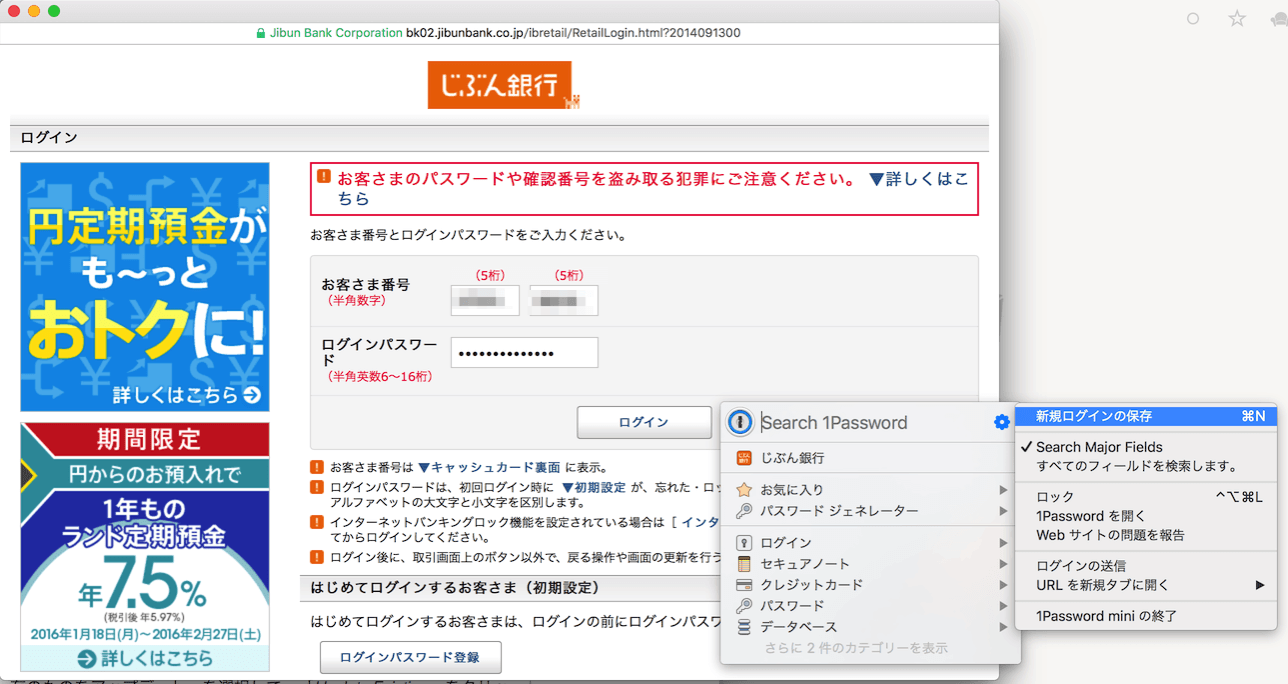 Jibun Bank Corporation bk02.jibunbank.co.jp/ibretail/RetailLogin.html?2014091300
じぶん銀行
ログイン
円定期預金が
も〜っと
おトクに!
詳しくはこちら
期間限定
円からのお預入れで
1年もの
ランド定期預金
年7.5%
(税引後 年5.97%)
2016年1月18日(月)〜2016年2月27日(土)
詳しくはこちら
! お客さまのパスワードや確認番号を盗み取る犯罪にご注意ください。 ▼詳しくはこ
ちら
お客さま番号とログインパスワードをご入力ください。
(5桁) (5桁)
お客さま番号
(半角数字)
ログインパスワー
ド
(半角英数6〜16桁)
ログイン
! お客さま番号は ▼キャッシュカード裏面 に表示。
! ログインパスワードは、初回ログイン時に ▼初期設定 が、忘れた・ロッ
アルファベットの大文字と小文字を区別します。
! インターネットバンキングロック機能を設定されている場合は [ インタ
てからログインしてください。
! ログイン後に、取引画面上のボタン以外で、戻る操作や画面の更新を行う
はじめてログインするお客さま(初期設定)
はじめてログインするお客さまは、ログインの前にログインパスワ
ログインパスワード登録
Search 1Password
じぶん銀行
お気に入り
パスワード ジェネレーター
ログイン
セキュアノート
クレジットカード
パスワード
データベース
さらに 2 件のカテゴリーを表示
新規ログインの保存 ⌘N
✓ Search Major Fields
すべてのフィールドを検索します。
ロック ^⌥⌘L
1Password を開く
Web サイトの問題を報告
ログインの送信
URL を新規タブに開く
1Password mini の終了